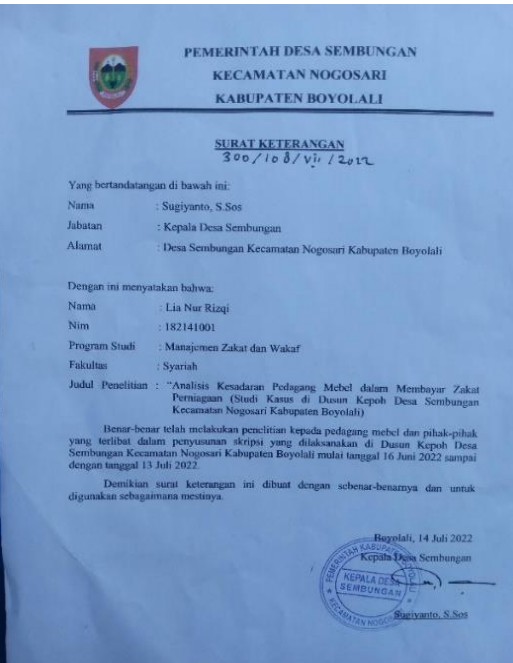 PEMERINTAH DESA SEMBUNGAN
KECAMATAN NOGOSARI
KABUPATEN BOYOLALI
SURAT KETERANGAN
300/108/VII/2022
Yang bertandatangan di bawah ini:
Nama : Sugiyanto, S.Sos
Jabatan : Kepala Desa Sembungan
Alamat : Desa Sembungan Kecamatan Nogosari Kabupaten Boyolali
Dengan ini menyatakan bahwa:
Nama : Lia Nur Rizqi
Nim : 182141001
Program Studi : Manajemen Zakat dan Wakaf
Fakultas : Syariah
Judul Penelitian : “Analisis Kesadaran Pedagang Mebel dalam Membayar Zakat
Perniagaan (Studi Kasus di Dusun Kepoh Desa Sembungan
Kecamatan Nogosari Kabupaten Boyolali)
Benar-benar telah melakukan penelitian kepada pedagang mebel dan pihak-pihak
yang terlibat dalam penyusunan skripsi yang dilaksanakan di Dusun Kepoh Desa
Sembungan Kecamatan Nogosari Kabupaten Boyolali mulai tanggal 16 Juni 2022 sampai
dengan tanggal 13 Juli 2022.
Demikian surat keterangan ini dibuat dengan sebenar-benarnya dan untuk
digunakan sebagaimana mestinya.
Boyolali, 14 Juli 2022
Kepala Desa Sembungan
PEMERINTAH KABUPATEN BOYOLALI
KEPALA DESA
SEMBUNGAN
KECAMATAN NOGOSARI
Sugiyanto, S.Sos